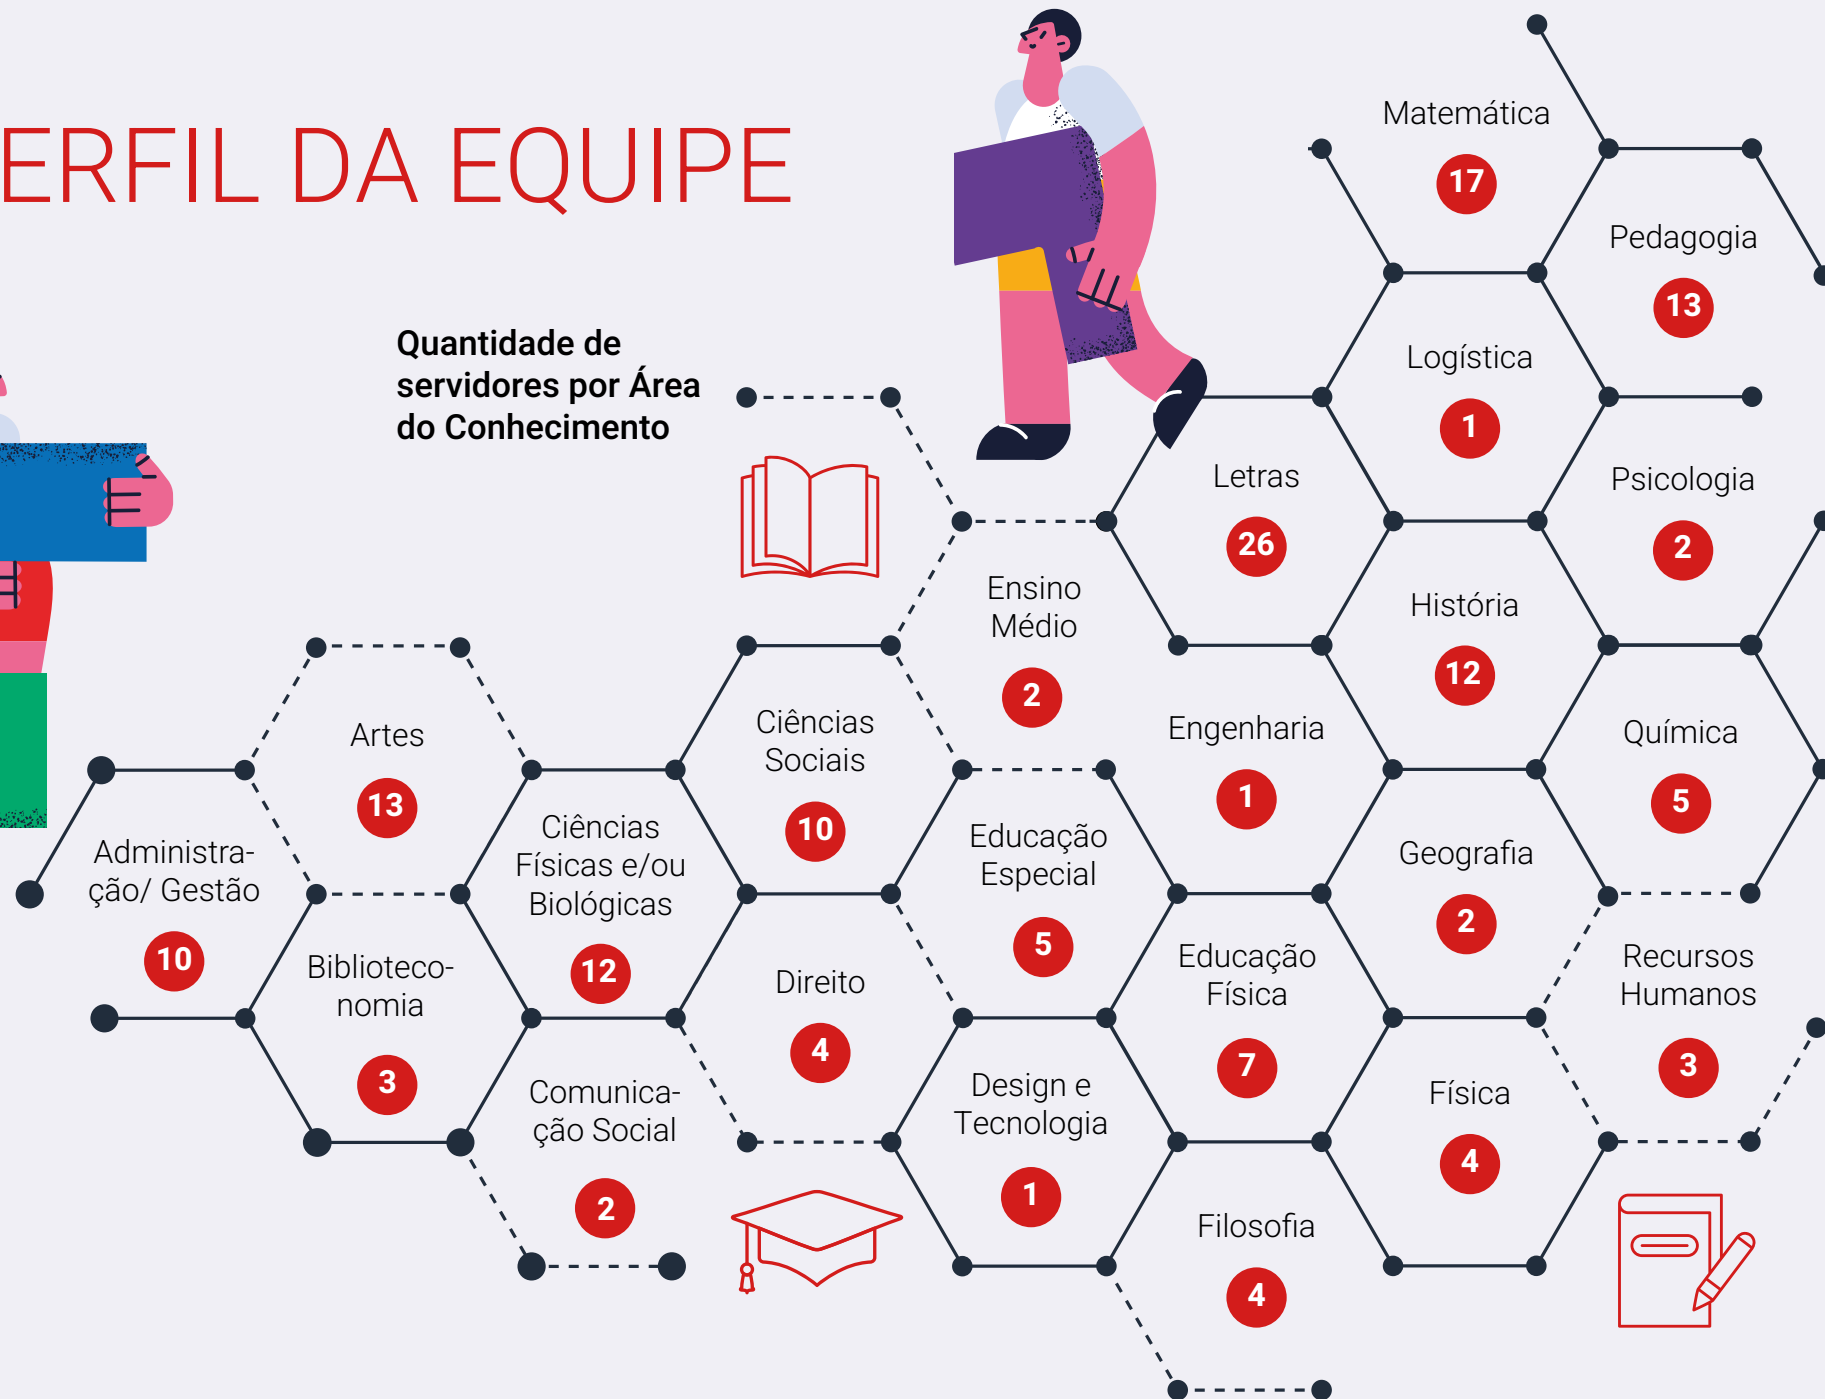 ERFIL DA EQUIPE
Quantidade de
servidores por Área
do Conhecimento
Matemática
17
Pedagogia
13
Logística
1
Letras
26
Psicologia
2
Ensino
Médio
2
História
12
Engenharia
1
Química
5
Ciências
Sociais
10
Artes
13
Administra-
ção/ Gestão
10
Ciências
Físicas e/ou
Biológicas
12
Educação
Especial
5
Geografia
2
Biblioteco-
nomia
3
Direito
4
Educação
Física
7
Recursos
Humanos
3
Comunica-
ção Social
2
Design e
Tecnologia
1
Física
4
Filosofia
4